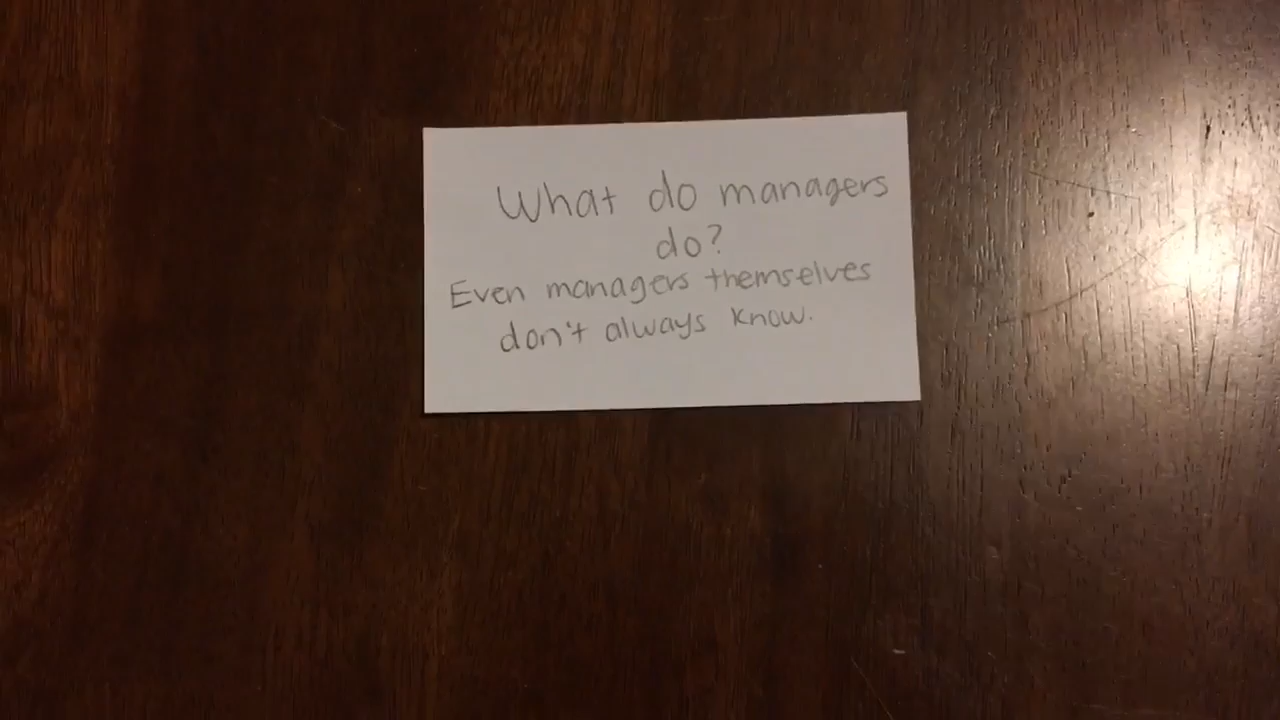 What do managers
do?
Even managers themselves
don't always know.